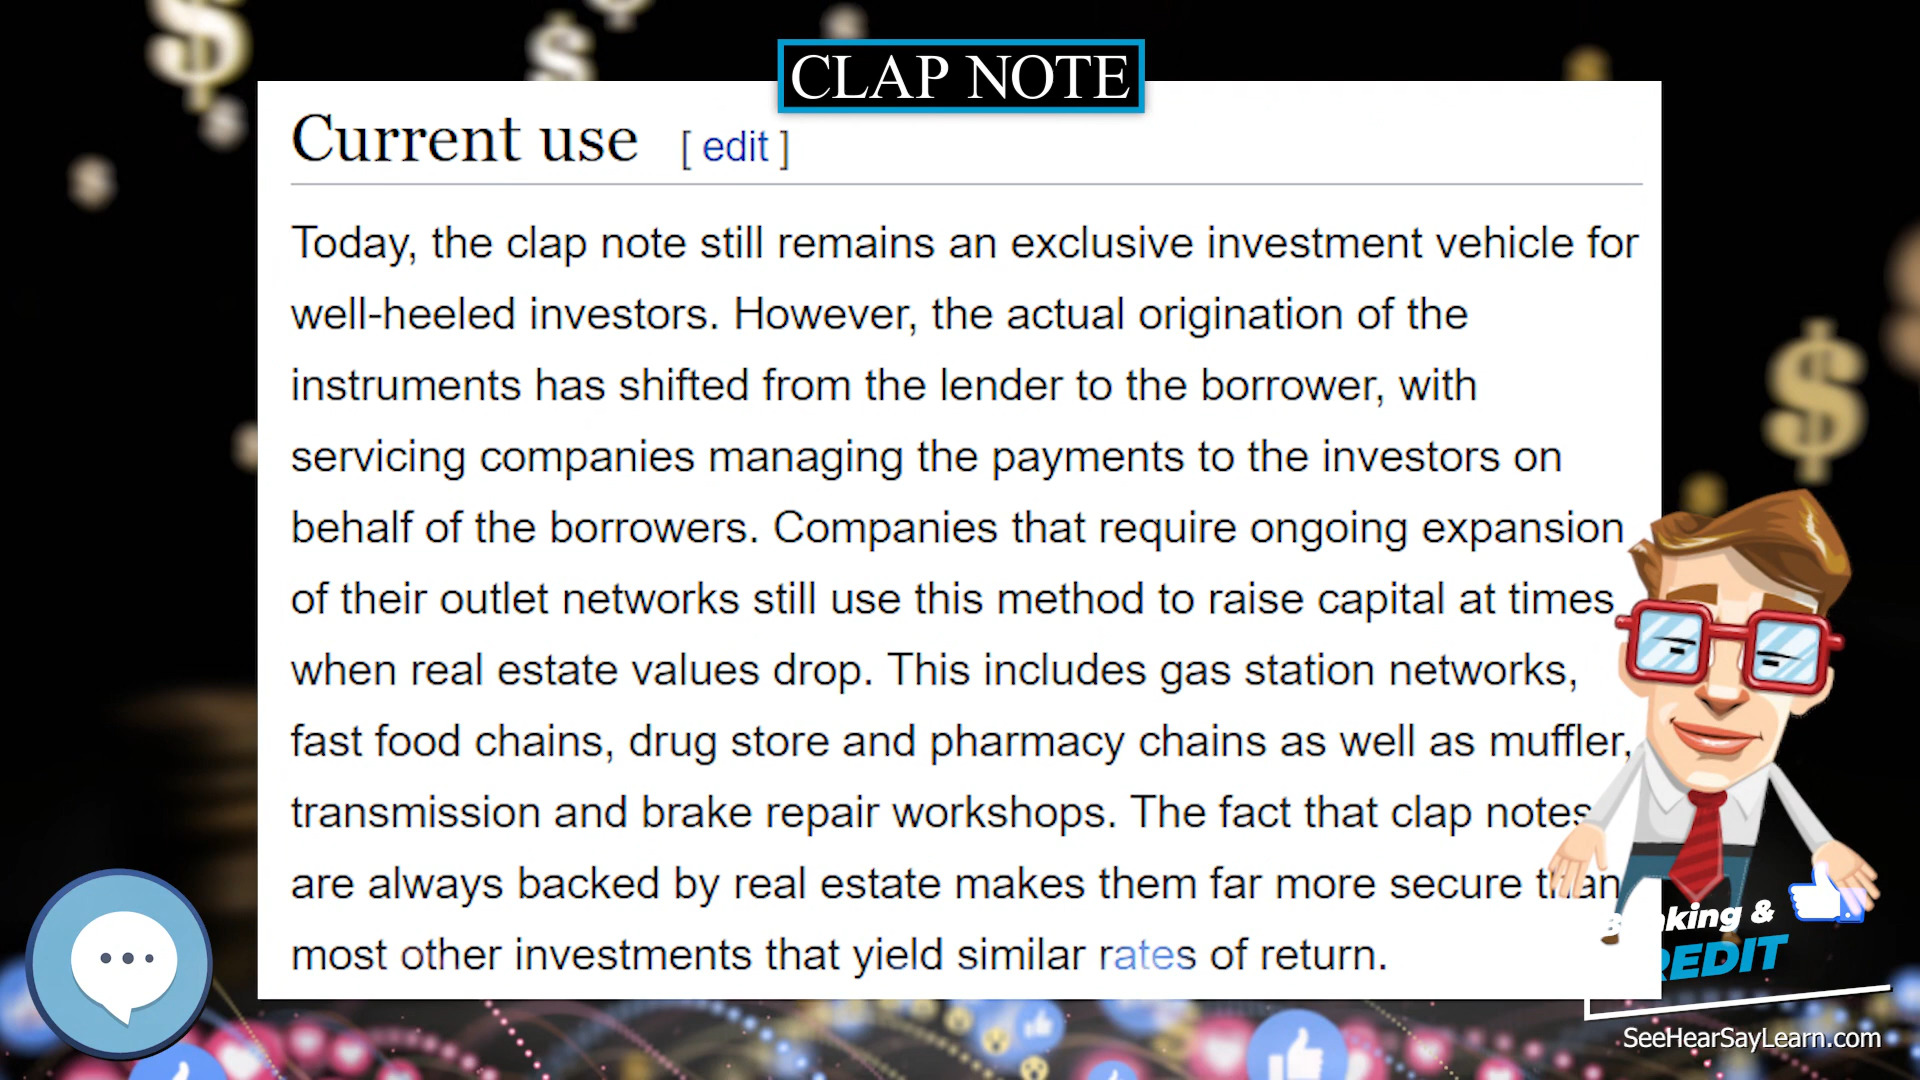 CLAP NOTE
Current use [ edit ]
Today, the clap note still remains an exclusive investment vehicle for
well-heeled investors. However, the actual origination of the
instruments has shifted from the lender to the borrower, with
servicing companies managing the payments to the investors on
behalf of the borrowers. Companies that require ongoing expansion
of their outlet networks still use this method to raise capital at times
when real estate values drop. This includes gas station networks,
fast food chains, drug store and pharmacy chains as well as muffler,
transmission and brake repair workshops. The fact that clap notes
are always backed by real estate makes them far more secure than
most other investments that yield similar rates of return.
&
SeeHearSayLearn.com